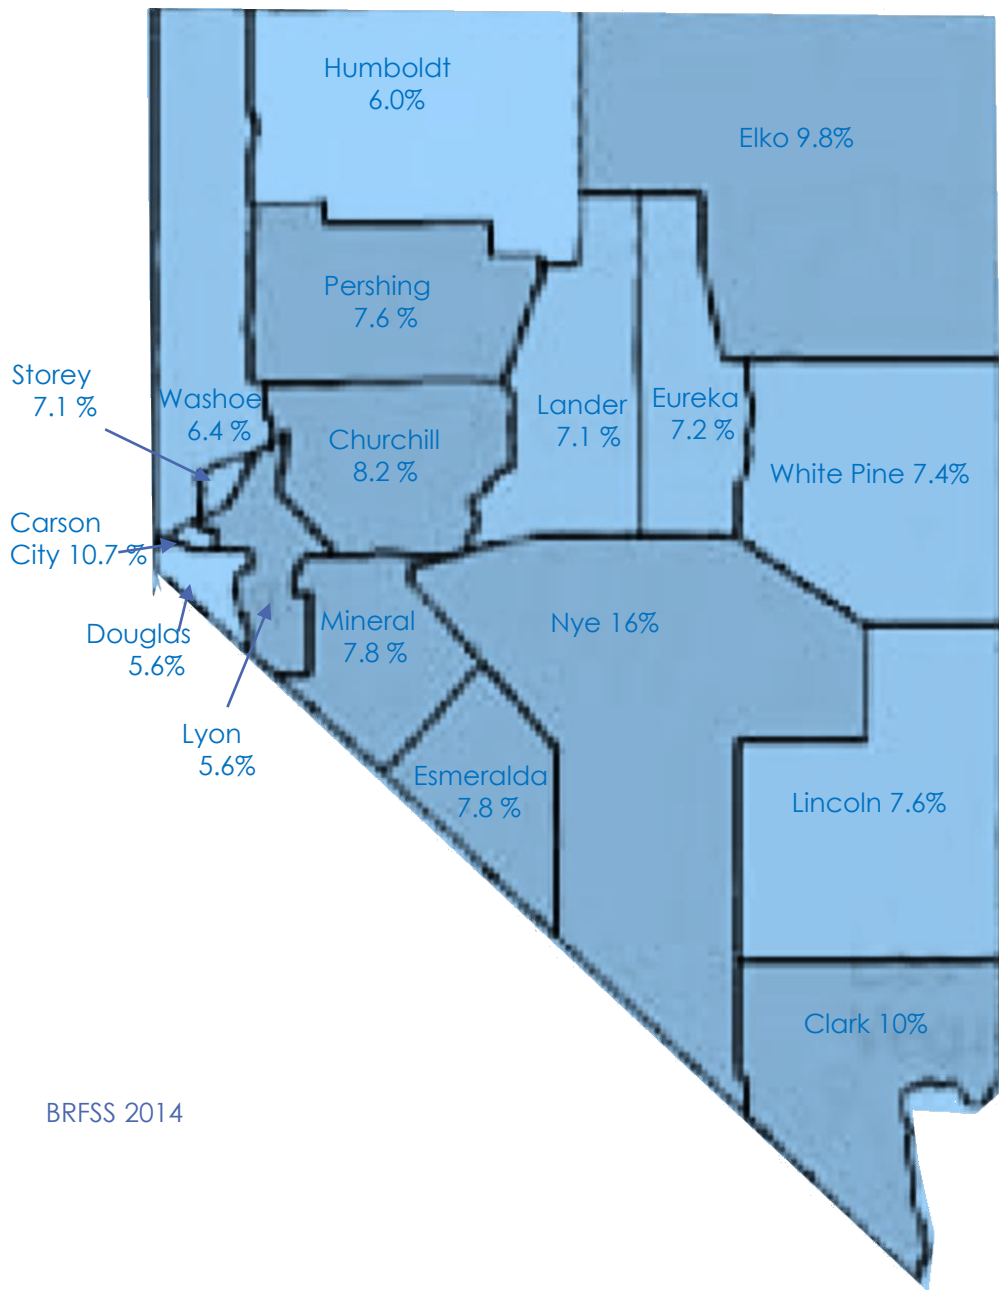 Humboldt
6.0%
Elko 9.8%
Pershing
7.6 %
Storey
7.1 %
Washoe
6.4 %
Churchill
8.2 %
Lander
7.1 %
Eureka
7.2 %
White Pine 7.4%
Carson
City 10.7 %
Douglas
5.6%
Lyon
5.6%
Mineral
7.8 %
Nye 16%
Esmeralda
7.8 %
Lincoln 7.6%
Clark 10%
BRFSS 2014